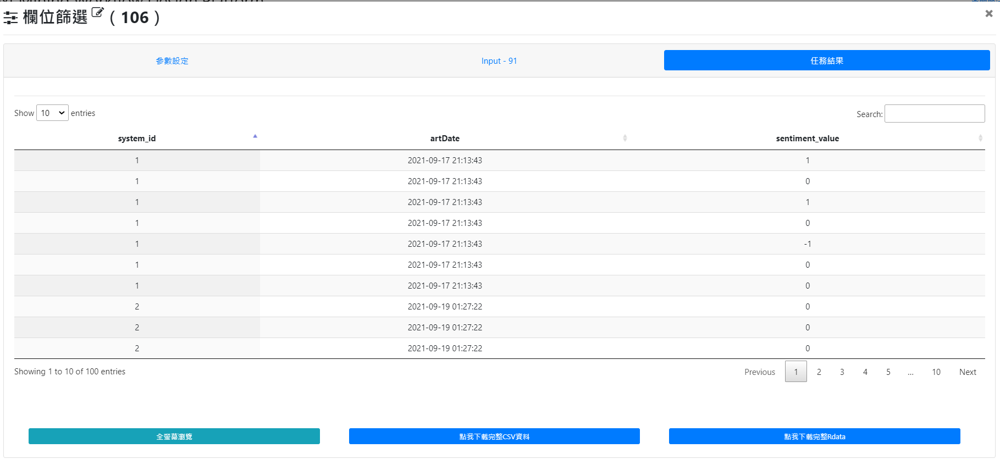 欄位篩選 ( 106 )
參數設定 Input - 91 任務結果
Show 10 entries Search:
system_id artDate sentiment_value
1 2021-09-17 21:13:43 1
1 2021-09-17 21:13:43 0
1 2021-09-17 21:13:43 1
1 2021-09-17 21:13:43 0
1 2021-09-17 21:13:43 -1
1 2021-09-17 21:13:43 0
1 2021-09-17 21:13:43 0
2 2021-09-19 01:27:22 0
2 2021-09-19 01:27:22 0
2 2021-09-19 01:27:22 0
Showing 1 to 10 of 100 entries Previous 1 2 3 4 5 … 10 Next
全螢幕瀏覽 點我下載完整CSV資料 點我下載完整Rdata